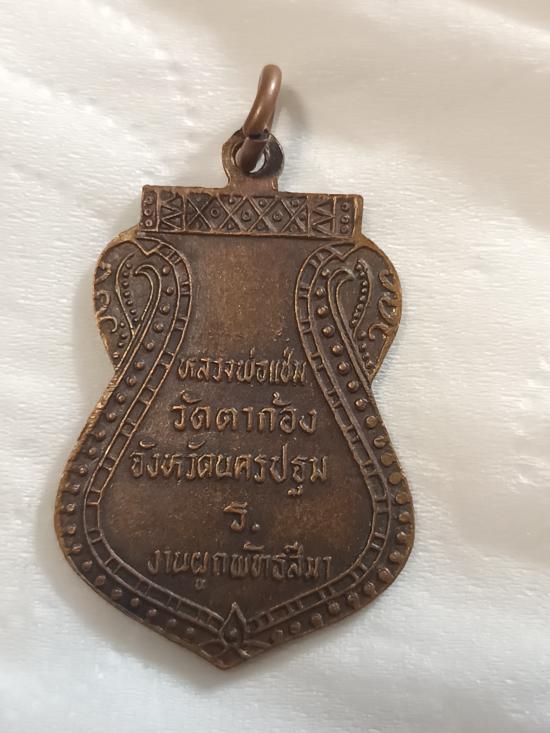 หลวงพ่อแช่ม
วัดตาก้อง
จังหวัดนครปฐม
ร.
งานผูกพัทธสีมา